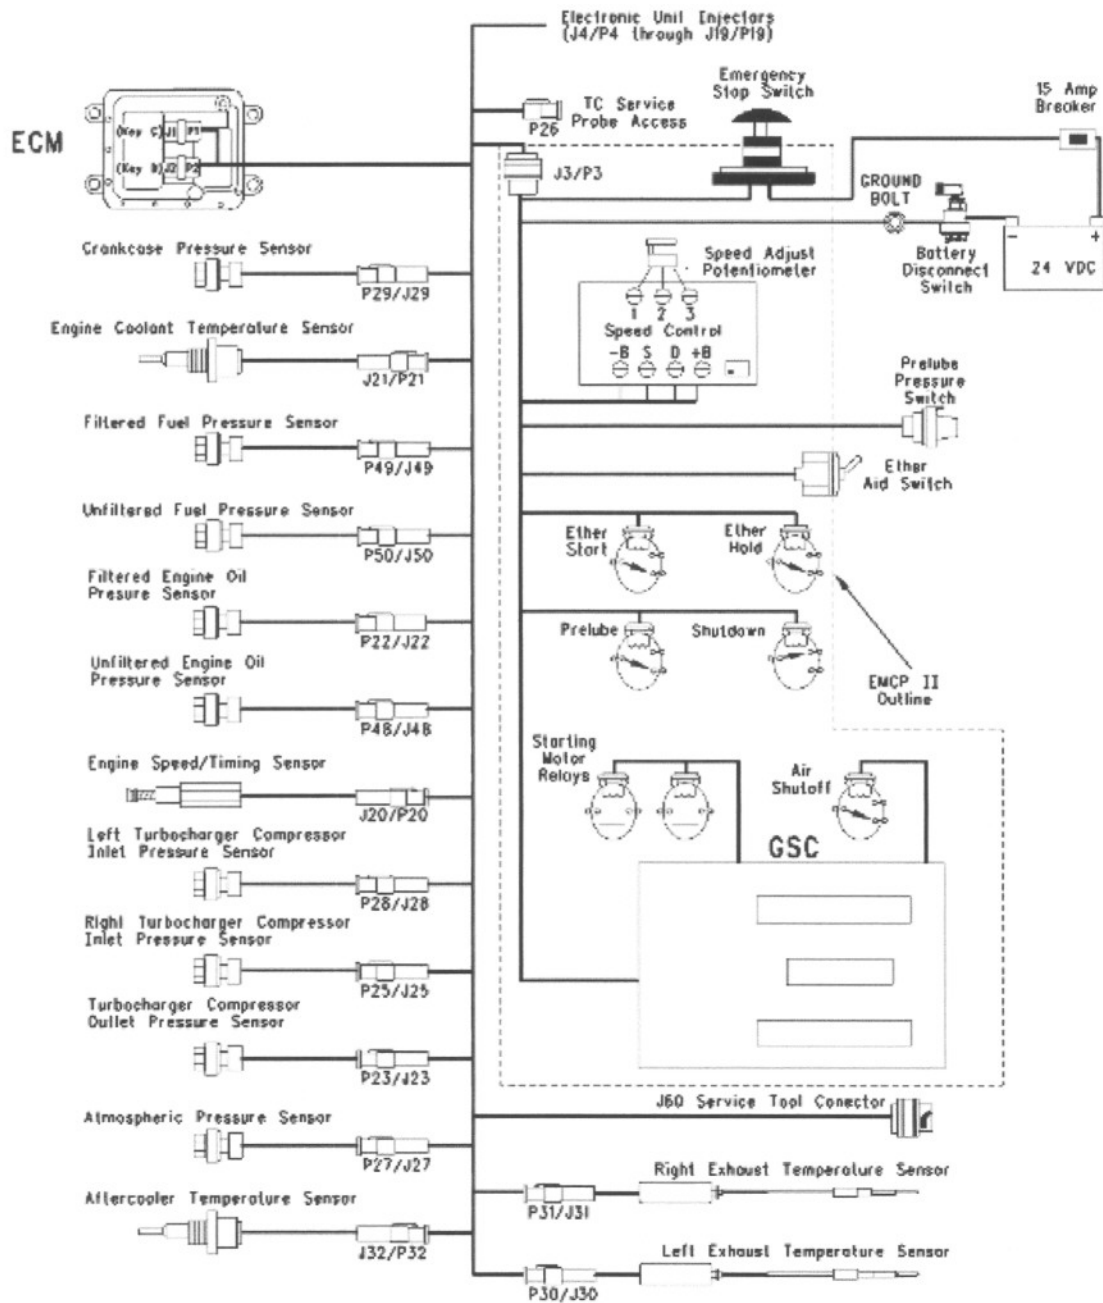 Electronic Unit Injectors
(J4/P4 through J19/P19)
Emergency
Stop Switch
15 Amp
Breaker
TC Service
Probe Access
P26
ECM
(Key C)
J1
P1
(Key B)
J2
P2
J3/P3
GROUND
BOLT
Battery
Disconnect
Switch
-
+
24 VDC
Crankcase Pressure Sensor
P29/J29
Speed Adjust
Potentiometer
1 2 3
Speed Control
-B S D +B
Engine Coolant Temperature Sensor
J21/P21
Prelube
Pressure
Switch
Filtered Fuel Pressure Sensor
P49/J49
Ether
Aid Switch
Unfiltered Fuel Pressure Sensor
P50/J50
Ether
Start
Ether
Hold
Filtered Engine Oil
Presure Sensor
P22/J22
Prelube
Shutdown
Unfiltered Engine Oil
Pressure Sensor
P48/J48
EMCP II
Outline
Engine Speed/Timing Sensor
J20/P20
Starting
Motor
Relays
Air
Shutoff
GSC
Left Turbocharger Compressor
Inlet Pressure Sensor
P28/J28
Right Turbocharger Compressor
Inlet Pressure Sensor
P25/J25
Turbocharger Compressor
Outlet Pressure Sensor
P23/J23
J60 Service Tool Conector
Atmospheric Pressure Sensor
P27/J27
Right Exhaust Temperature Sensor
P31/J31
Aftercooler Temperature Sensor
J32/P32
Left Exhaust Temperature Sensor
P30/J30